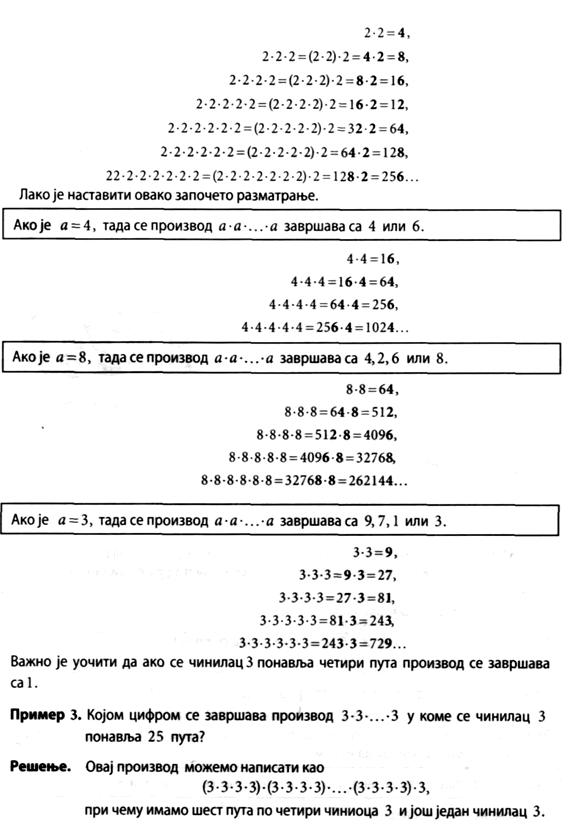 2·2=4,
2·2·2=(2·2)·2=4·2=8,
2·2·2·2=(2·2·2)·2=8·2=16,
2·2·2·2·2=(2·2·2·2)·2=16·2=12,
2·2·2·2·2·2=(2·2·2·2·2)·2=32·2=64,
2·2·2·2·2·2=(2·2·2·2·2)·2=64·2=128,
22·2·2·2·2·2·2=(2·2·2·2·2·2·2)·2=128·2=256...
Лако је наставити овако започето разматрање.
Ако је a=4, тада се производ a·a·...·a завршава са 4 или 6.
4·4=16,
4·4·4=16·4=64,
4·4·4·4=64·4=256,
4·4·4·4·4=256·4=1024...
Ако је a=8, тада се производ a·a·...·a завршава са 4,2,6 или 8.
8·8=64,
8·8·8=64·8=512,
8·8·8·8=512·8=4096,
8·8·8·8·8=4096·8=32768,
8·8·8·8·8·8=32768·8=262144...
Ако је a=3, тада се производ a·a·...·a завршава са 9,7,1 или 3.
3·3=9,
3·3·3=9·3=27,
3·3·3·3=27·3=81,
3·3·3·3·3=81·3=243,
3·3·3·3·3·3=243·3=729...
Важно је уочити да ако се чинилац 3 понавља четири пута производ се завршава
са 1.
Пример 3. Којом цифром се завршава производ 3·3·...·3 у коме се чинилац 3
понавља 25 пута?
Решење. Овај производ можемо написати као
(3·3·3·3)·(3·3·3·3)·...·(3·3·3·3)·3,
при чему имамо шест пута по четири чиниоца 3 и још један чинилац 3.